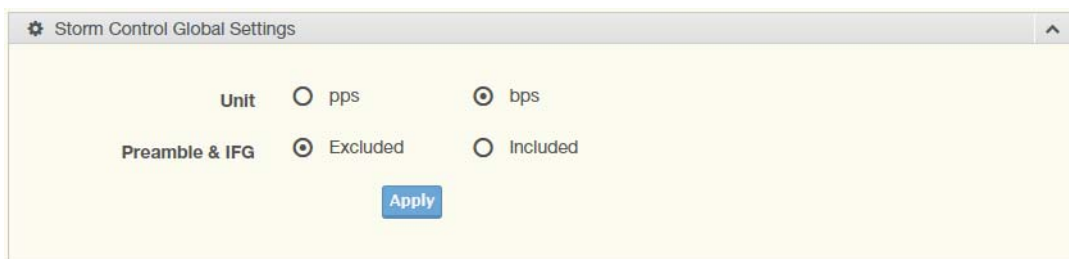 Storm Control Global Settings
Unit pps bps
Preamble & IFG Excluded Included
Apply